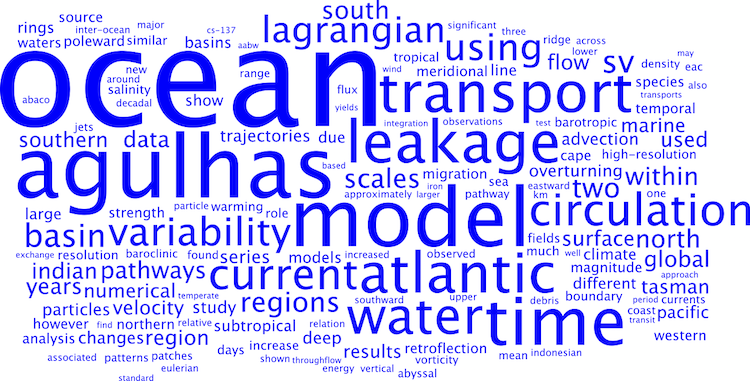 source
major
cs-137
south
rings
inter-ocean
lagrangian
significant
three
ridge
across
waters
poleward
similar
aabw
basins
tropical
using
flow
sv
lower
may
ocean
new
around
range
wind
meridional
line
density
eac
abaco
salinity
decadal
show
flux
yields
transport
species
also
transports
temporal
jets
integration
observations
test
barotropic
marine
southern
data
trajectories
due
leakage
advection
used
agulhas
based
cape
high-resolution
scales
migration
sea
overturning
within
iron
approximately
larger
pathway
eastward
km
two
one
large
strength
particle
warming
role
model
circulation
basin
variability
fields
surface
north
exchange
resolution
baroclinic
found
series
models
increased
observed
much
well
climate
global
indian
pathways
current
atlantic
magnitude
approach
years
numerical
temperate
regions
southward
upper
debris
different
tasman
boundary
period
currents
particles
velocity
study
water
time
coast
pacific
transit
however
find
northern
relative
subtropical
relation
deep
western
analysis
changes
region
days
increase
results
retroflection
vorticity
mean
indonesian
associated
patterns
patches
shown
throughflow
eulerian
energy
vertical
abyssal
standard